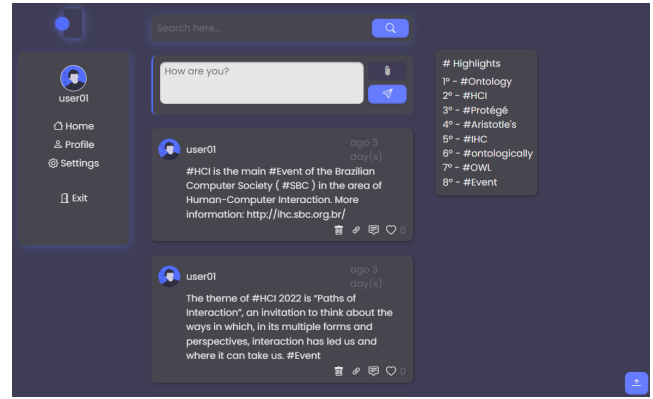 Search here...
user01
Home
Profile
Settings
Exit
How are you?
user01
ago 3
day(s)
#HCI is the main #Event of the Brazilian
Computer Society ( #SBC ) in the area of
Human-Computer Interaction. More
information: http://ihc.sbc.org.br/
0
user01
ago 3
day(s)
The theme of #HCI 2022 is "Paths of
Interaction", an invitation to think about the
ways in which, in its multiple forms and
perspectives, interaction has led us and
where it can take us. #Event
0
# Highlights
1º - #Ontology
2º - #HCI
3º - #Protégé
4º - #Aristotle's
5º - #IHC
6º - #ontologically
7º - #OWL
8º - #Event